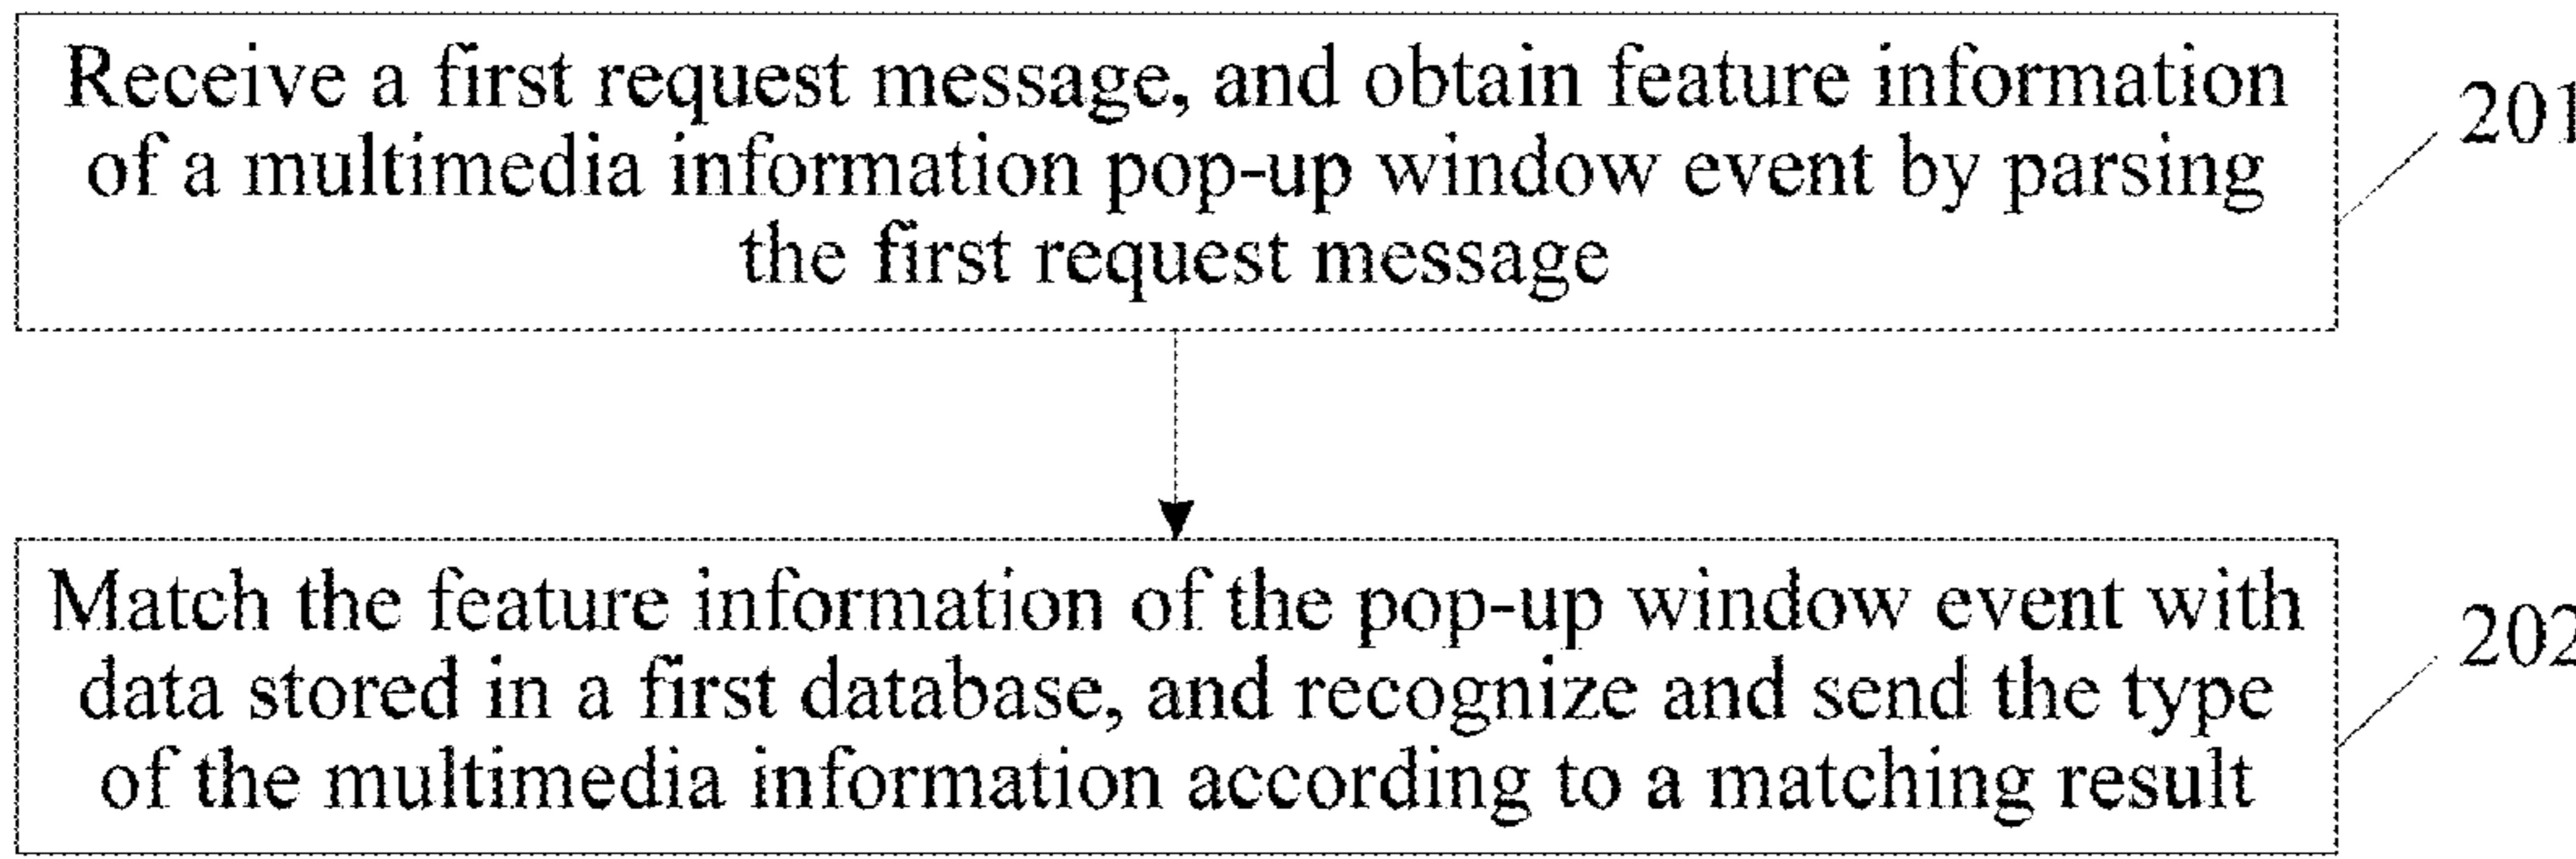 Receive a first request message, and obtain feature information
of a multimedia information pop-up window event by parsing
the first request message
201
Match the feature information of the pop-up window event with
data stored in a first database, and recognize and send the type
of the multimedia information according to a matching result
202